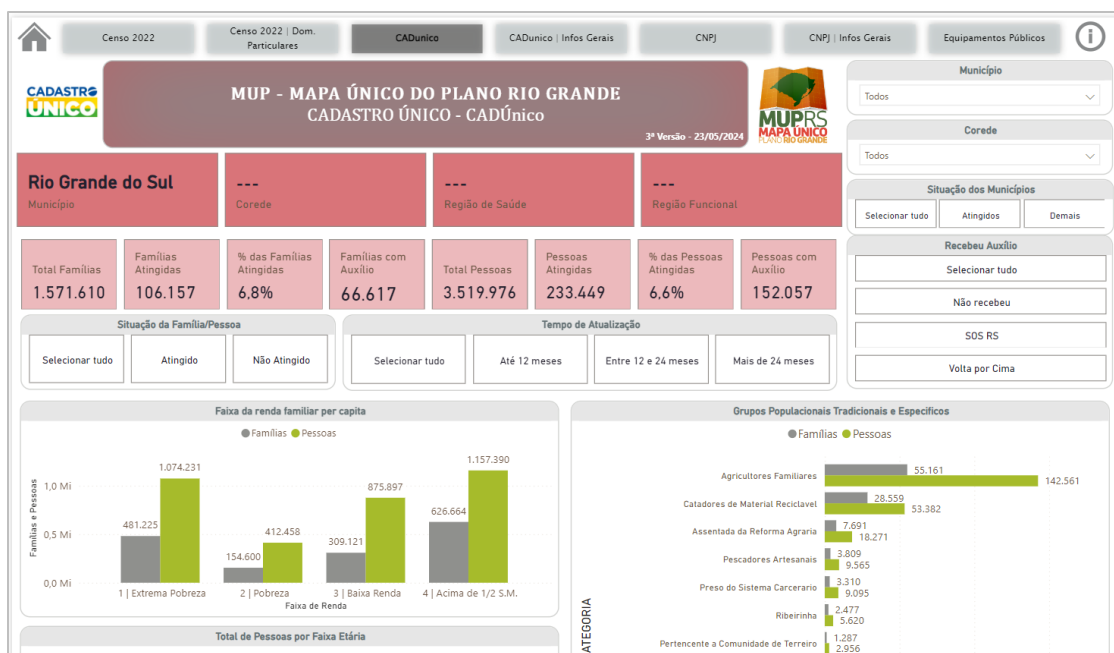 Censo 2022
Censo 2022 | Dom.
Particulares
CADunico
CADunico | Infos Gerais
CNPJ
CNPJ | Infos Gerais
Equipamentos Públicos
CADASTRO
ÚNICO
MUP - MAPA ÚNICO DO PLANO RIO GRANDE
CADASTRO ÚNICO - CADÚnico
3ª Versão - 23/05/2024
MUPRS
MAPA ÚNICO
PLANO RIO GRANDE
Município
Todos
Corede
Todos
Rio Grande do Sul
Município
---
Corede
---
Região de Saúde
---
Região Funcional
Situação dos Municípios
Selecionar tudo
Atingidos
Demais
Total Famílias
1.571.610
Famílias
Atingidas
106.157
% das Famílias
Atingidas
6,8%
Famílias com
Auxílio
66.617
Total Pessoas
3.519.976
Pessoas
Atingidas
233.449
% das Pessoas
Atingidas
6,6%
Pessoas com
Auxílio
152.057
Recebeu Auxílio
Selecionar tudo
Não recebeu
SOS RS
Volta por Cima
Situação da Família/Pessoa
Selecionar tudo
Atingido
Não Atingido
Tempo de Atualização
Selecionar tudo
Até 12 meses
Entre 12 e 24 meses
Mais de 24 meses
Faixa da renda familiar per capita
Famílias
Pessoas
Famílias e Pessoas
1,0 Mi
0,5 Mi
0,0 Mi
481.225
1.074.231
154.600
412.458
309.121
875.897
626.664
1.157.390
1 | Extrema Pobreza
2 | Pobreza
3 | Baixa Renda
4 | Acima de 1/2 S.M.
Faixa de Renda
Total de Pessoas por Faixa Etária
Grupos Populacionais Tradicionais e Especificos
Famílias
Pessoas
ATEGORIA
Agricultores Familiares
55.161
142.561
Catadores de Material Reciclavel
28.559
53.382
Assentada da Reforma Agraria
7.691
18.271
Pescadores Artesanais
3.809
9.565
Preso do Sistema Carcerario
3.310
9.095
Ribeirinha
2.477
5.620
Pertencente a Comunidade de Terreiro
1.287
2.956